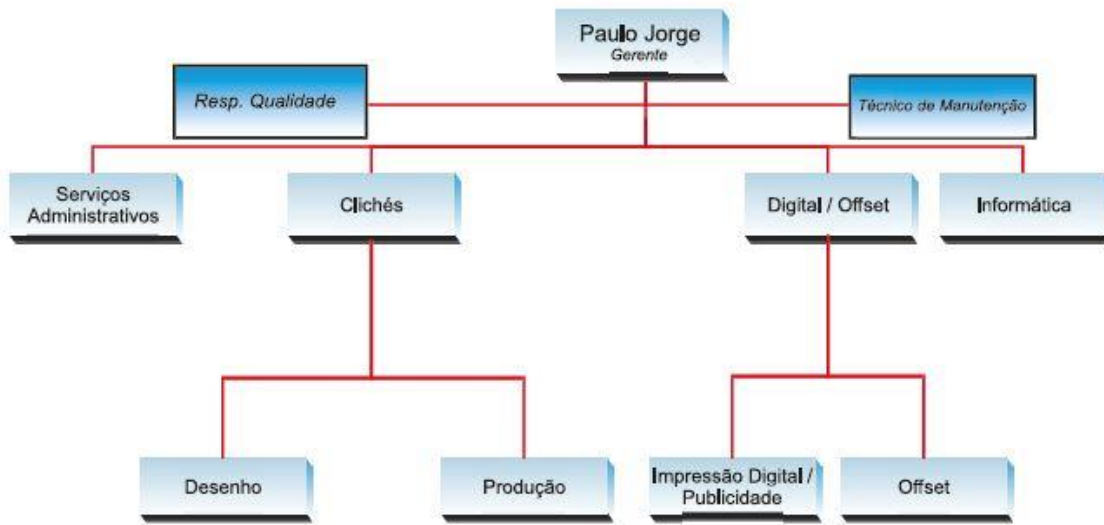 Paulo Jorge
Gerente
Resp. Qualidade
Técnico de Manutenção
Serviços
Administrativos
Clichés
Digital / Offset
Informática
Desenho
Produção
Impressão Digital /
Publicidade
Offset